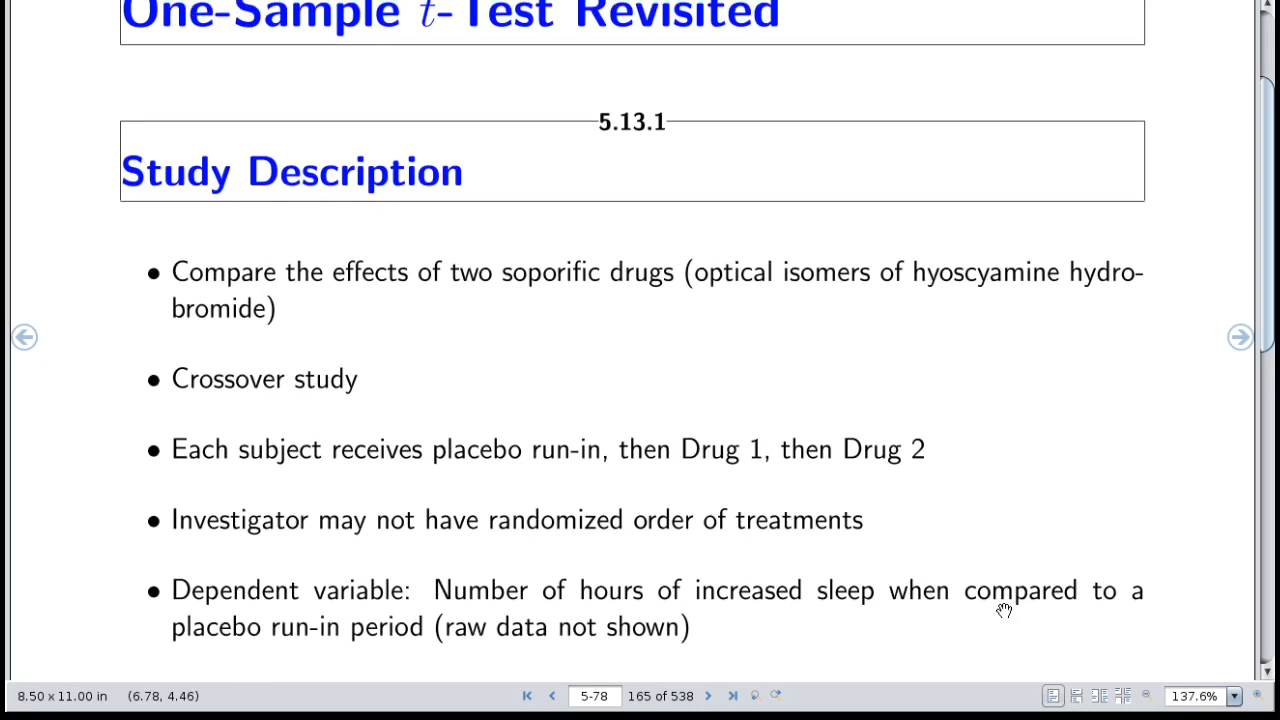 One-Sample t-Test Revisited
5.13.1
Study Description
• Compare the effects of two soporific drugs (optical isomers of hyoscyamine hydro-
bromide)
• Crossover study
• Each subject receives placebo run-in, then Drug 1, then Drug 2
• Investigator may not have randomized order of treatments
• Dependent variable: Number of hours of increased sleep when compared to a
placebo run-in period (raw data not shown)
8.50 x 11.00 in (6.78, 4.46) 5-78 165 of 538 137.6%